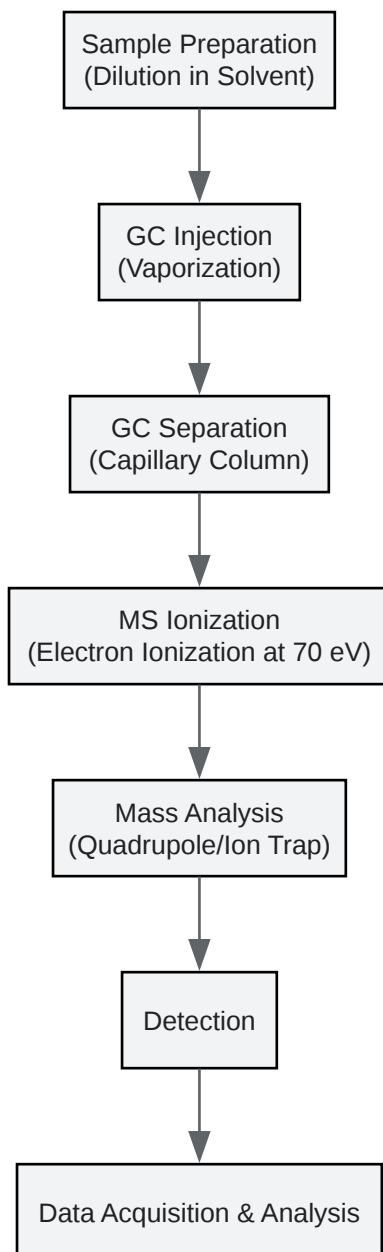 Sample Preparation
(Dilution in Solvent)
GC Injection
(Vaporization)
GC Separation
(Capillary Column)
MS Ionization
(Electron Ionization at 70 eV)
Mass Analysis
(Quadrupole/Ion Trap)
Detection
Data Acquisition & Analysis